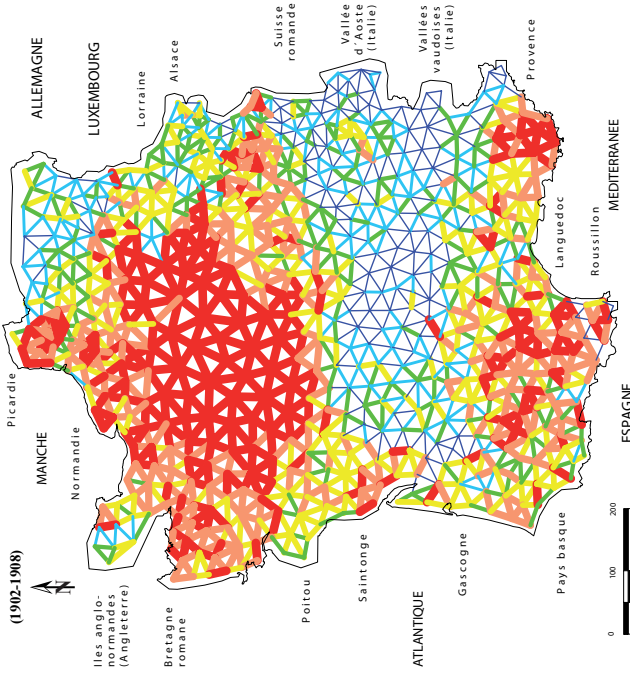 (1902-1908)
N
Iles anglo-
normandes
(Angleterre)
Bretagne
romane
Poitou
Saintonge
ATLANTIQUE
Gascogne
Pays basque
0 100 200
MANCHE
Normandie
Picardie
ALLEMAGNE
LUXEMBOURG
Lorraine
Alsace
Suisse
romande
Vallée
d'Aoste
(Italie)
Vallées
vaudoises
(Italie)
Provence
MEDITERRANEE
Languedoc
Roussillon
ESPAGNE